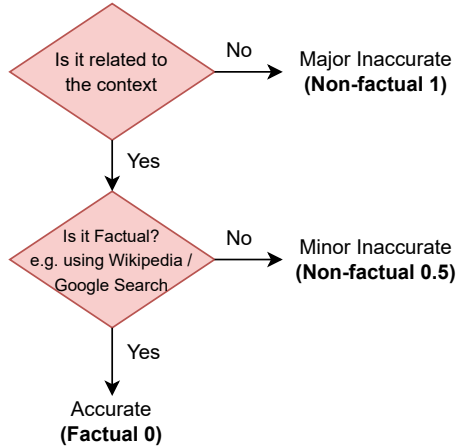 Is it related to
the context
No
Major Inaccurate
(Non-factual 1)
Yes
Is it Factual?
e.g. using Wikipedia /
Google Search
No
Minor Inaccurate
(Non-factual 0.5)
Yes
Accurate
(Factual 0)